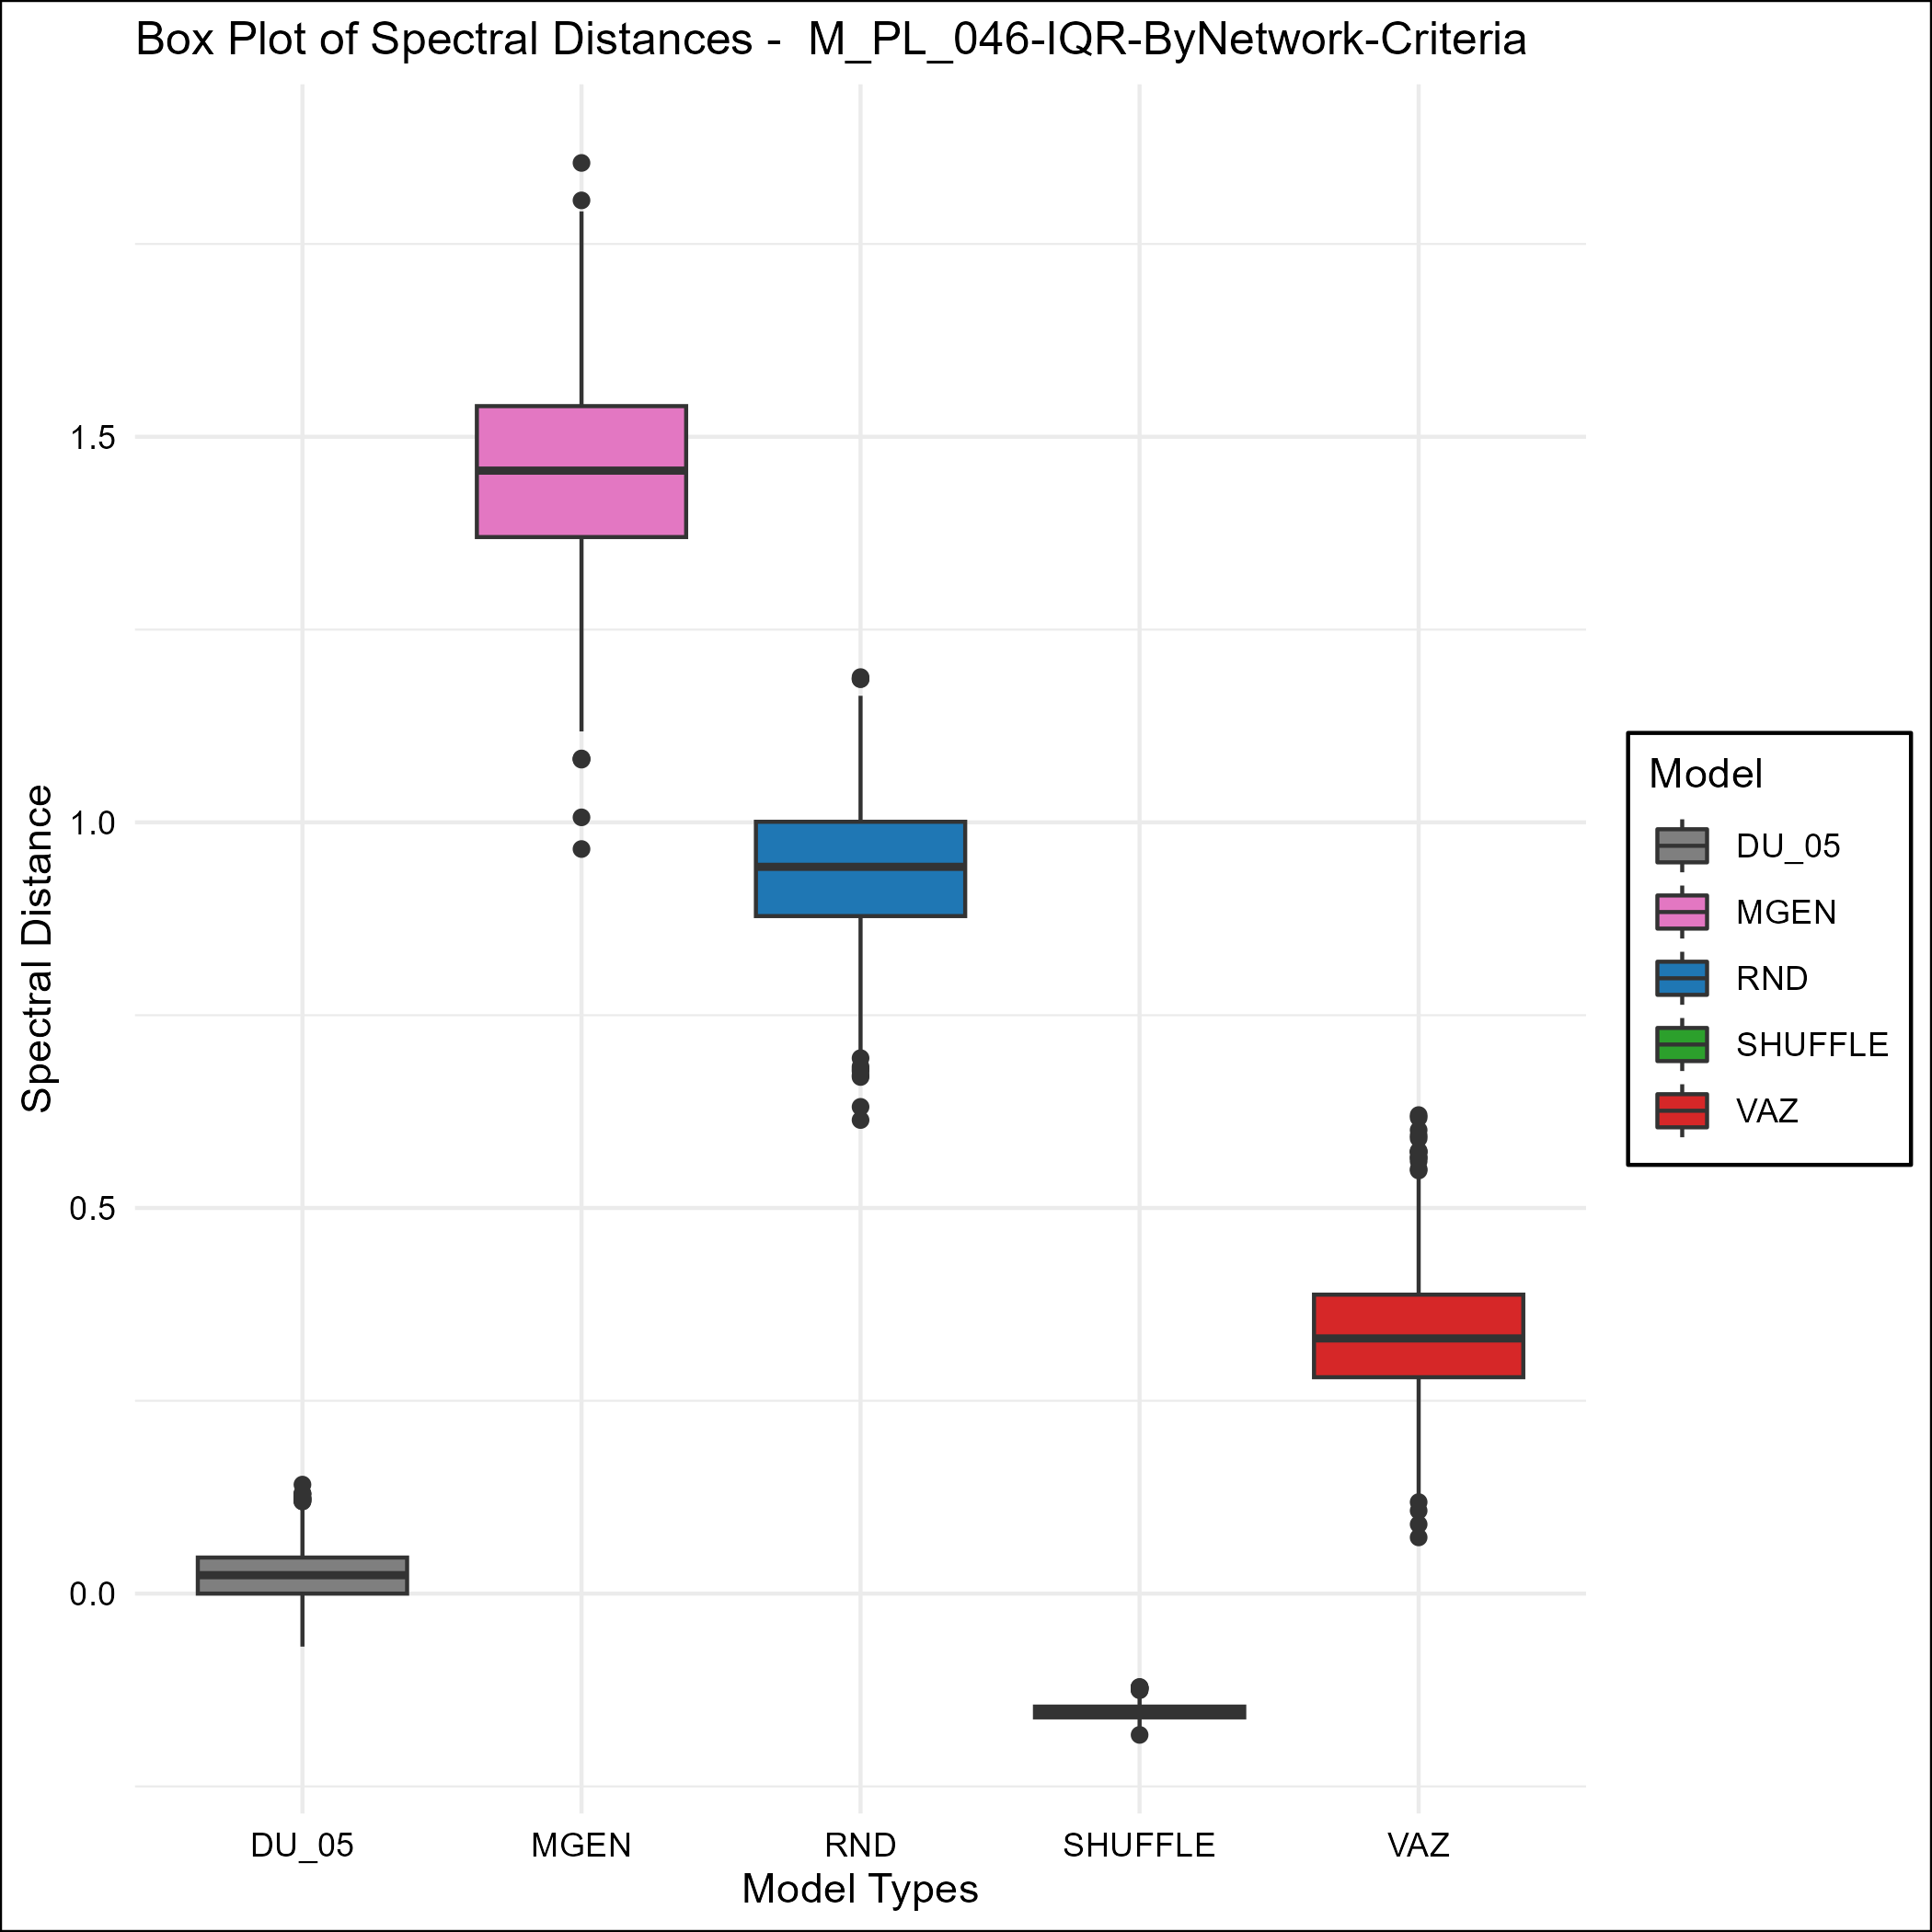 Box Plot of Spectral Distances -  M_PL_046-IQR-ByNetwork-Criteria
Spectral Distance
1.5
1.0
0.5
0.0
DU_05
MGEN
RND
SHUFFLE
VAZ
Model Types
Model
DU_05
MGEN
RND
SHUFFLE
VAZ